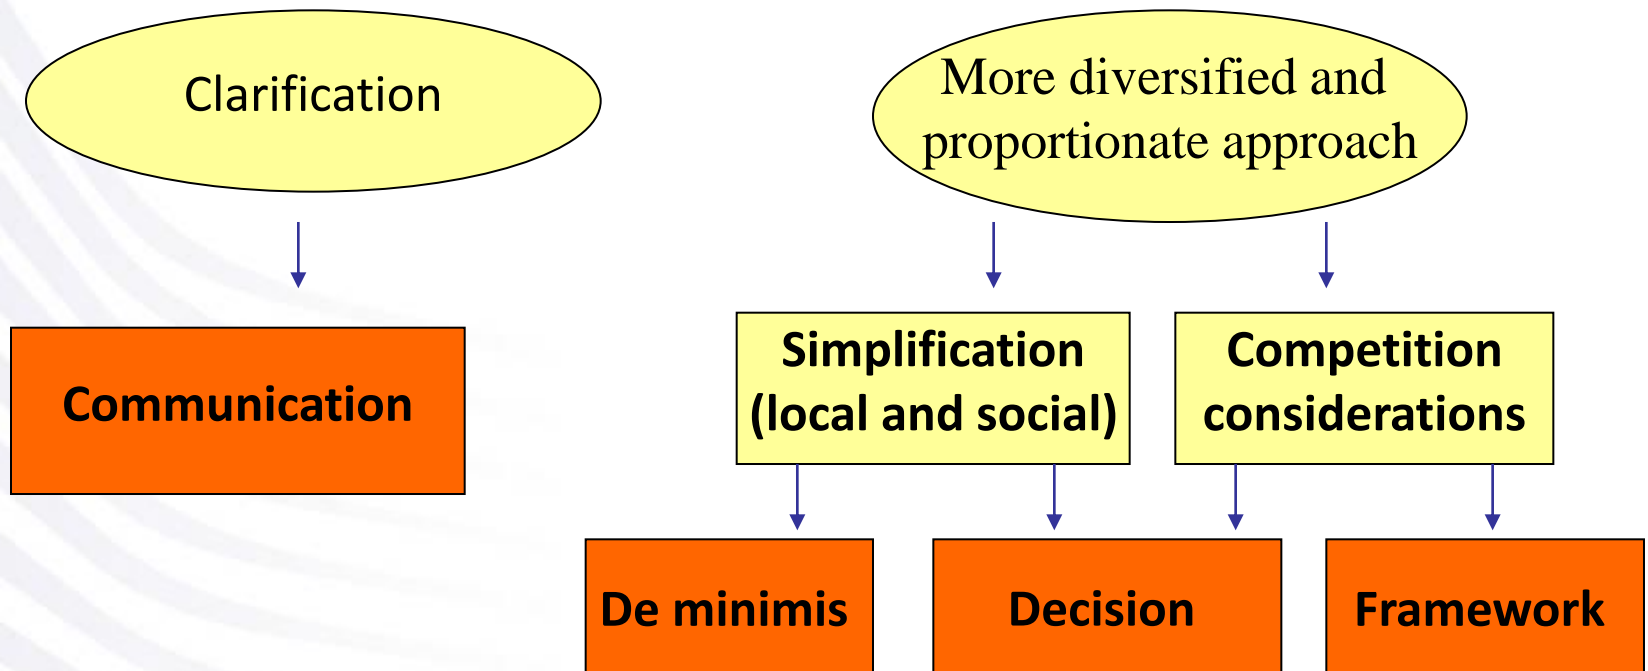 Clarification
More diversified and
proportionate approach
Communication
Simplification
(local and social)
Competition
considerations
De minimis
Decision
Framework